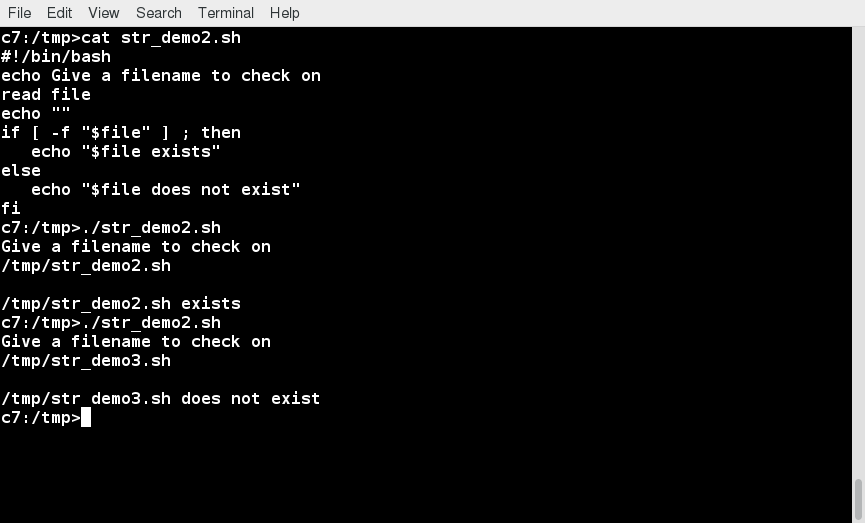 File Edit View Search Terminal Help
c7:/tmp>cat str_demo2.sh
#!/bin/bash
echo Give a filename to check on
read file
echo ""
if [ -f "$file" ] ; then
   echo "$file exists"
else
   echo "$file does not exist"
fi
c7:/tmp>./str_demo2.sh
Give a filename to check on
/tmp/str_demo2.sh

/tmp/str_demo2.sh exists
c7:/tmp>./str_demo2.sh
Give a filename to check on
/tmp/str_demo3.sh

/tmp/str_demo3.sh does not exist
c7:/tmp>